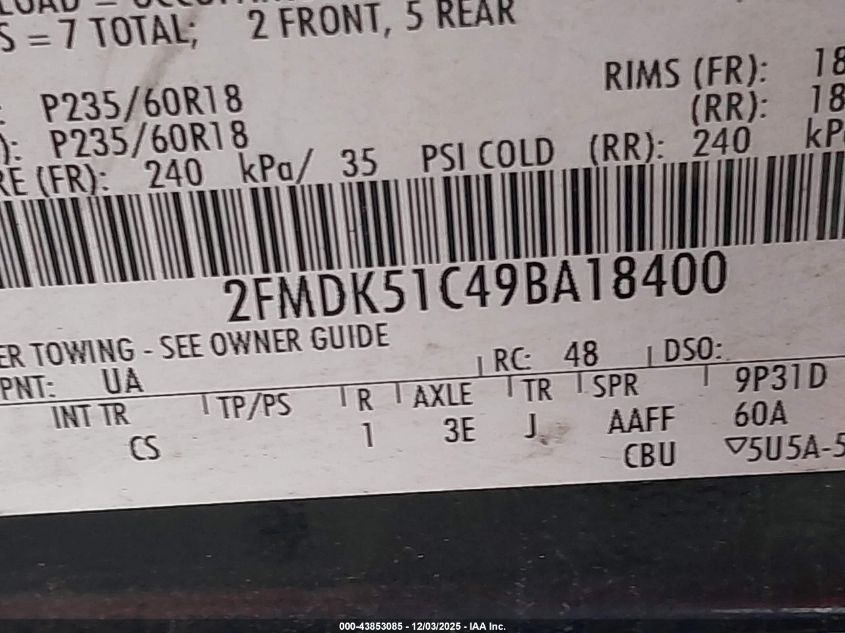 S = 7 TOTAL; 2 FRONT, 5 REAR
P235/60R18 RIMS (FR): 18
): P235/60R18 (RR): 18
RE (FR): 240 kPa/ 35 PSI COLD (RR): 240 kPa
2FMDK51C49BA18400
ER TOWING - SEE OWNER GUIDE
PNT: UA RC: 48 DSO:
INT TR TP/PS R AXLE TR SPR 9P31D
CS 1 3E J AAFF 60A
CBU ▽5U5A-5
000-43853085 - 12/03/2025 - IAA Inc.